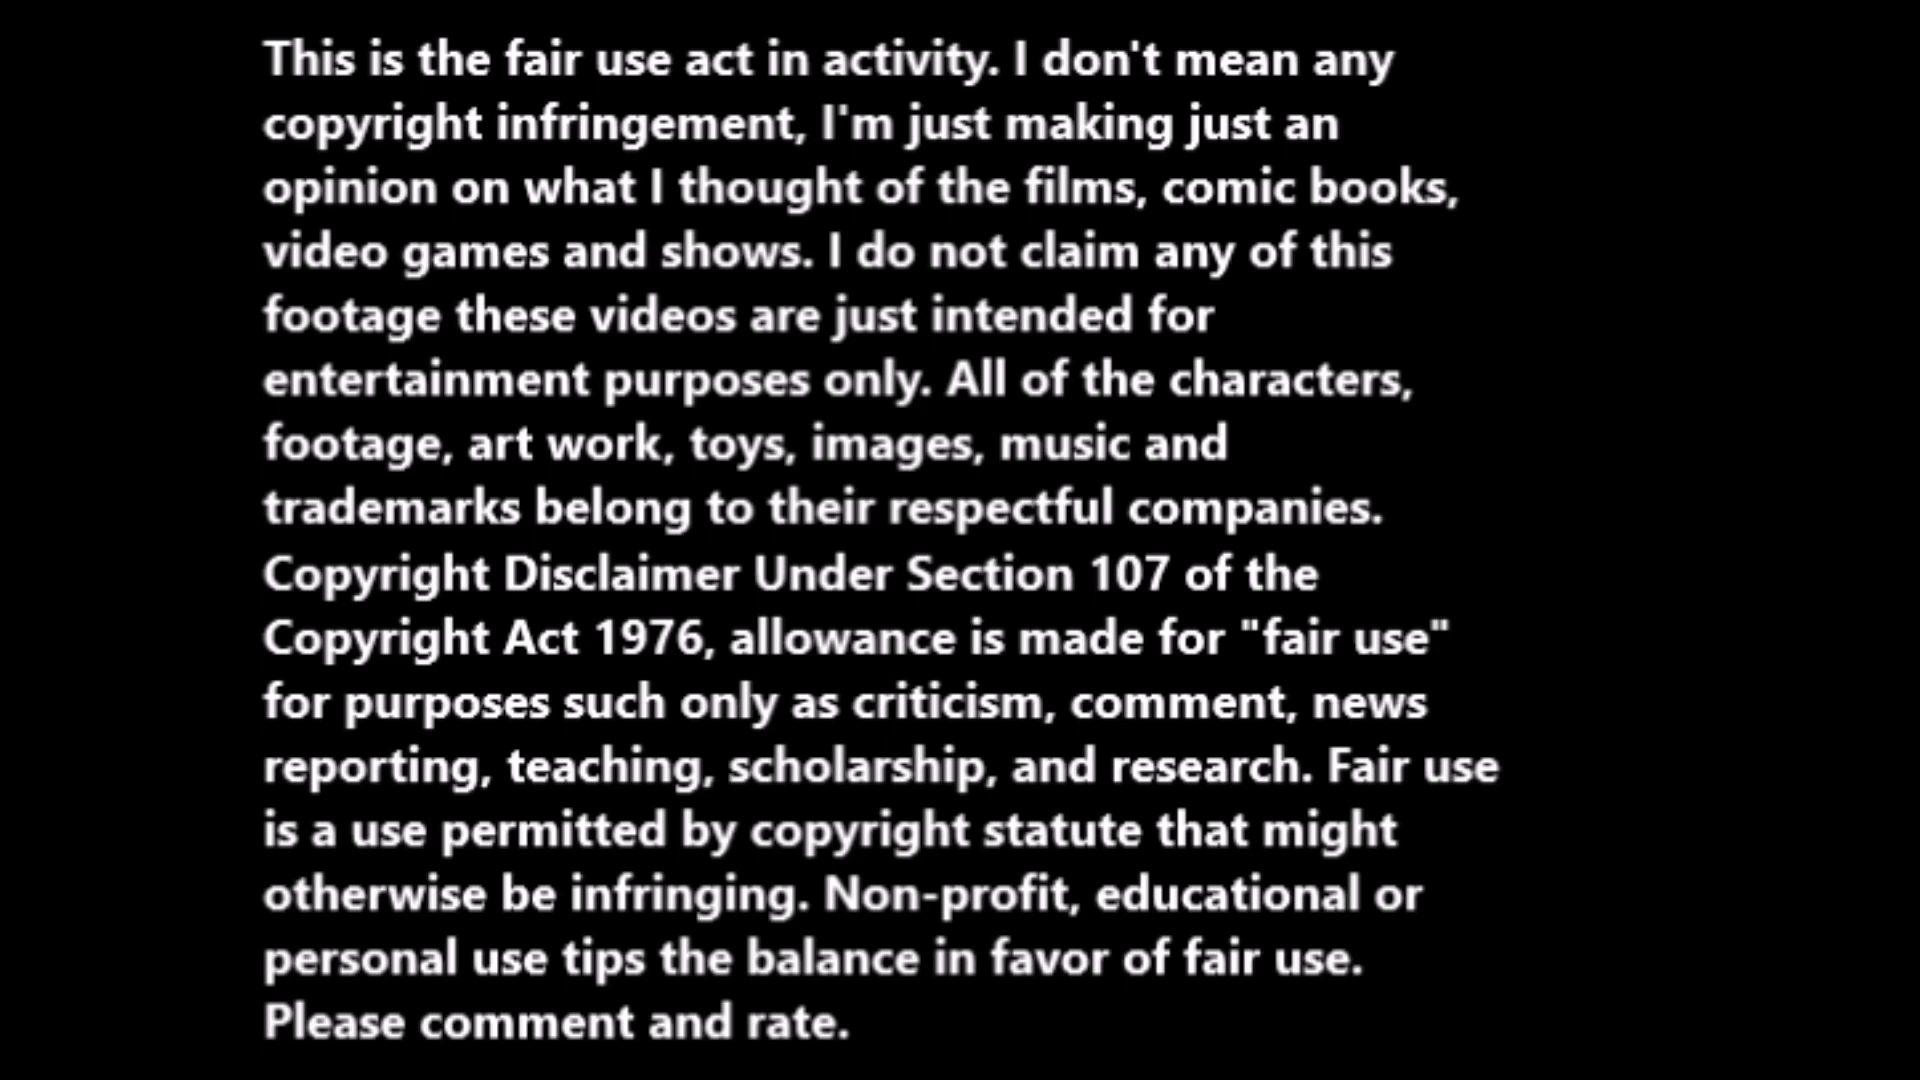 This is the fair use act in activity. I don't mean any
copyright infringement, I'm just making just an
opinion on what I thought of the films, comic books,
video games and shows. I do not claim any of this
footage these videos are just intended for
entertainment purposes only. All of the characters,
footage, art work, toys, images, music and
trademarks belong to their respectful companies.
Copyright Disclaimer Under Section 107 of the
Copyright Act 1976, allowance is made for "fair use"
for purposes such only as criticism, comment, news
reporting, teaching, scholarship, and research. Fair use
is a use permitted by copyright statute that might
otherwise be infringing. Non-profit, educational or
personal use tips the balance in favor of fair use.
Please comment and rate.